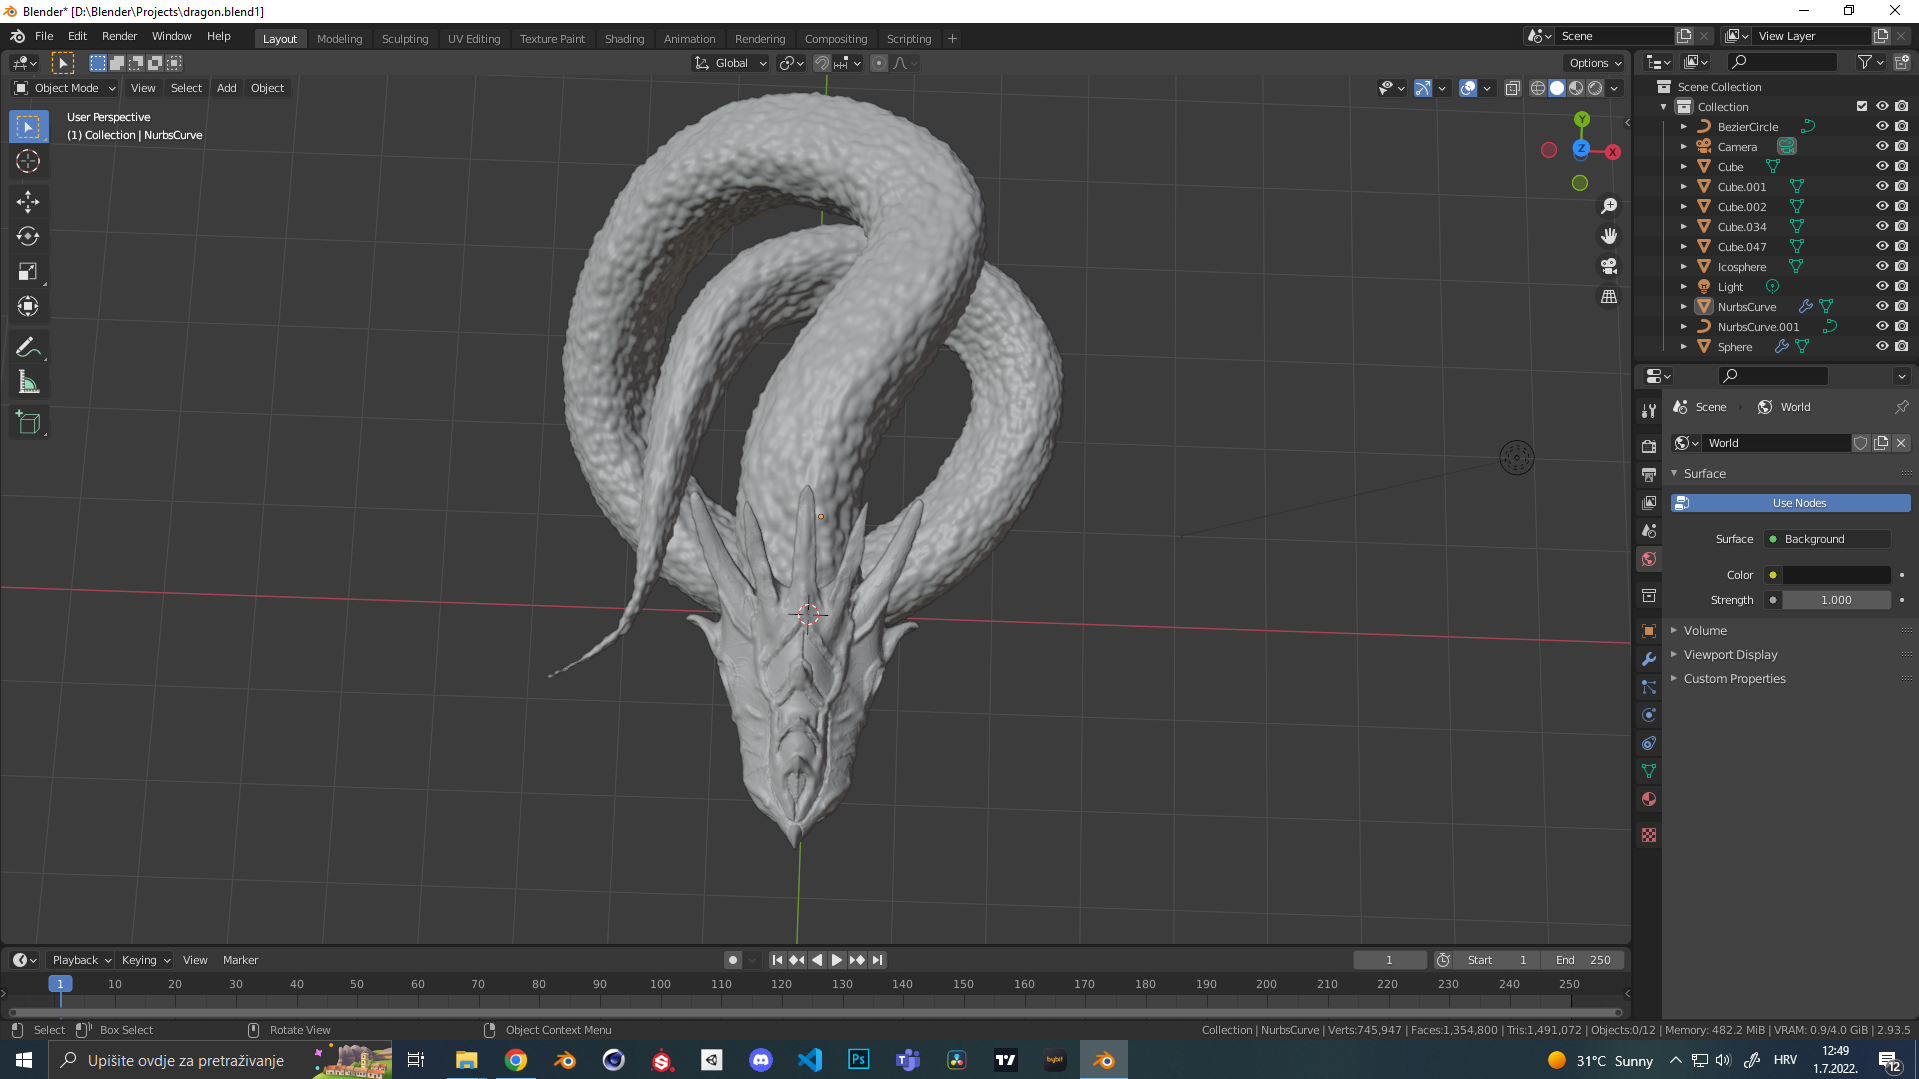 Blender* [D:\Blender\Projects\dragon.blend1]
File Edit Render Window Help Layout Modeling Sculpting UV Editing Texture Paint Shading Animation Rendering Compositing Scripting + Scene View Layer
Global Options
Object Mode View Select Add Object
User Perspective
(1) Collection | NurbsCurve
Y
Z
X
Scene Collection
Collection
BezierCircle
Camera
Cube
Cube.001
Cube.002
Cube.034
Cube.047
Icosphere
Light
NurbsCurve
NurbsCurve.001
Sphere
Scene World
World
Surface
Use Nodes
Surface Background
Color
Strength 1.000
Volume
Viewport Display
Custom Properties
Playback Keying View Marker 1 Start 1 End 250
1 10 20 30 40 50 60 70 80 90 100 110 120 130 140 150 160 170 180 190 200 210 220 230 240 250
Select Box Select Rotate View Object Context Menu Collection | NurbsCurve | Verts:745,947 | Faces:1,354,800 | Tris:1,491,072 | Objects:0/12 | Memory: 482.2 MiB | VRAM: 0.9/4.0 GiB | 2.93.5
Upišite ovdje za pretraživanje Ps bybit 31°C Sunny HRV 12:49
1.7.2022. 12